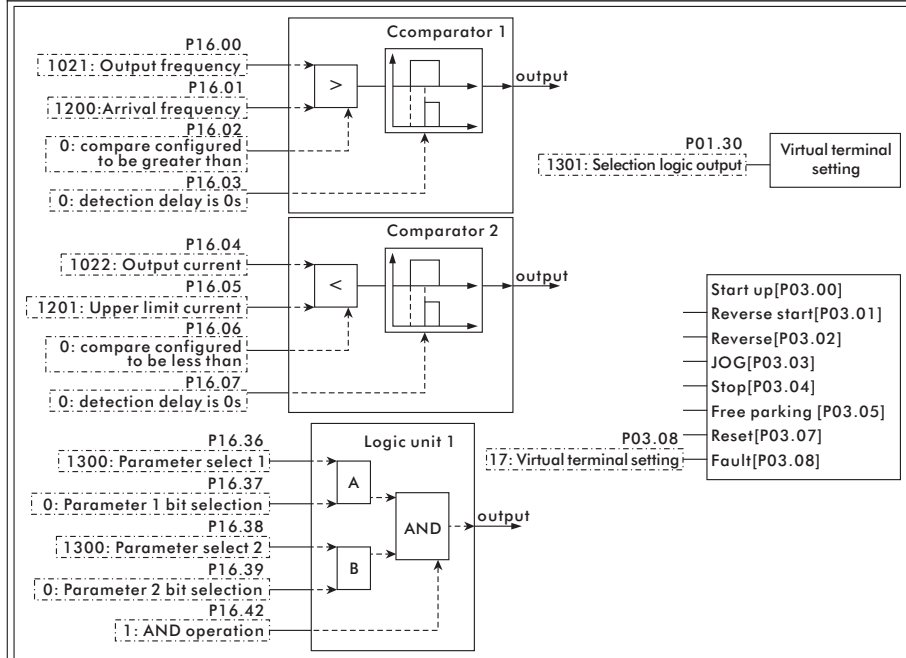 Ccomparator 1
P16.00
1021: Output frequency
P16.01
1200:Arrival frequency
P16.02
0: compare configured
to be greater than
P16.03
0: detection delay is 0s
>
output
P01.30
1301: Selection logic output
Virtual terminal
setting
Comparator 2
P16.04
1022: Output current
P16.05
1201: Upper limit current
P16.06
0: compare configured
to be less than
P16.07
0: detection delay is 0s
<
output
Start up[P03.00]
Reverse start[P03.01]
Reverse[P03.02]
JOG[P03.03]
Stop[P03.04]
Free parking [P03.05]
Reset[P03.07]
Fault[P03.08]
P03.08
17: Virtual terminal setting
Logic unit 1
P16.36
1300: Parameter select 1
P16.37
0: Parameter 1 bit selection
P16.38
1300: Parameter select 2
P16.39
0: Parameter 2 bit selection
P16.42
1: AND operation
A
B
AND
output